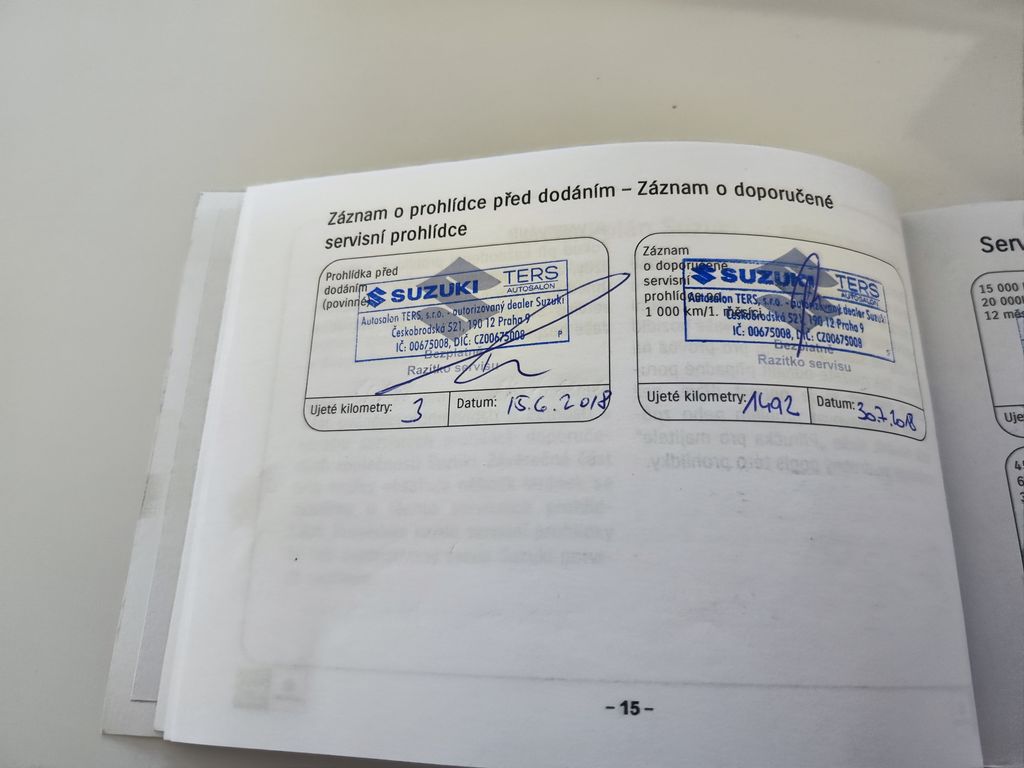 Záznam o prohlídce před dodáním – Záznam o doporučené
servisní prohlídce
Prohlídka před
dodáním
(povinné)
SUZUKI
TERS
AUTOSALON
Autosalon TERS, s.r.o. - autorizovaný dealer Suzuki
Českobrodská 521, 190 12 Praha 9
IČ: 00675008, DIČ: CZ00675008
P
Bezplatně
Razítko servisu
Ujeté kilometry: 3
Datum: 15.6.2018
Záznam
o doporučené
servisní
prohlídce od
1 000 km/1. měsíci
SUZUKI
TERS
AUTOSALON
Autosalon TERS, s.r.o. - autorizovaný dealer Suzuki
Českobrodská 521, 190 12 Praha 9
IČ: 00675008, DIČ: CZ00675008
Bezplatně
Razítko servisu
Ujeté kilometry: 1492
Datum: 30.7.2018
– 15 –
Serv
15 000
20 000
12 měs
Uje